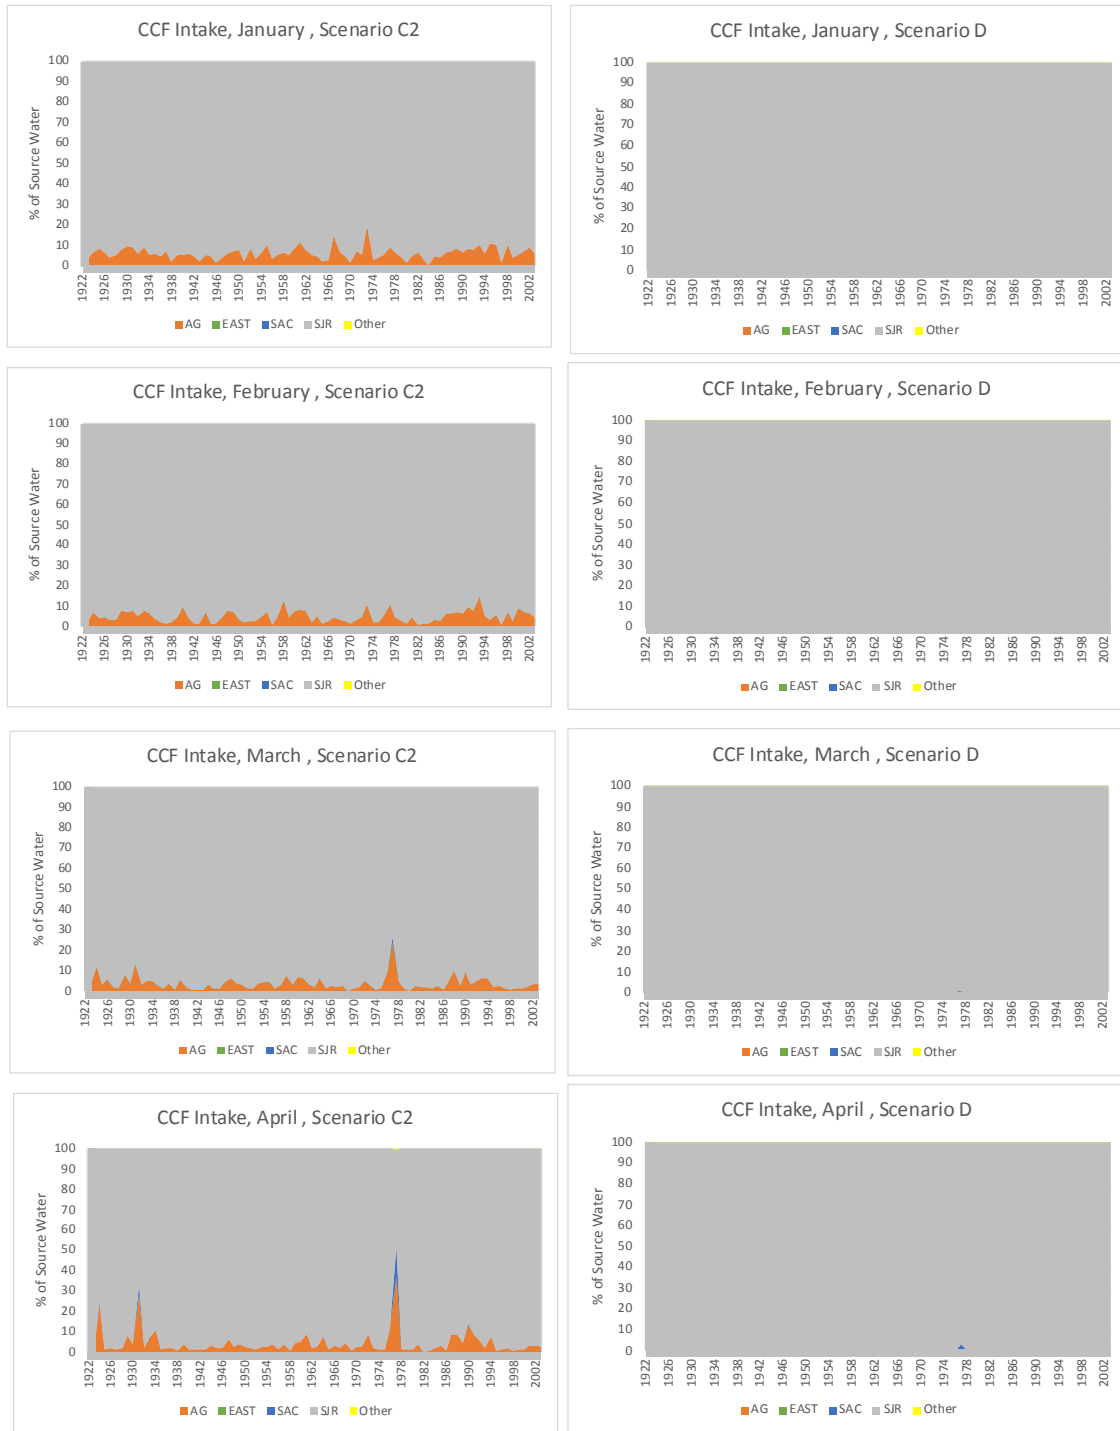 CCF Intake, January , Scenario C2
% of Source Water
100
90
80
70
60
50
40
30
20
10
0
1922 1926 1930 1934 1938 1942 1946 1950 1954 1958 1962 1966 1970 1974 1978 1982 1986 1990 1994 1998 2002
AG EAST SAC SJR Other
CCF Intake, January , Scenario D
% of Source Water
100
90
80
70
60
50
40
30
20
10
0
1922 1926 1930 1934 1938 1942 1946 1950 1954 1958 1962 1966 1970 1974 1978 1982 1986 1990 1994 1998 2002
AG EAST SAC SJR Other
CCF Intake, February , Scenario C2
% of Source Water
100
90
80
70
60
50
40
30
20
10
0
1922 1926 1930 1934 1938 1942 1946 1950 1954 1958 1962 1966 1970 1974 1978 1982 1986 1990 1994 1998 2002
AG EAST SAC SJR Other
CCF Intake, February , Scenario D
% of Source Water
100
90
80
70
60
50
40
30
20
10
0
1922 1926 1930 1934 1938 1942 1946 1950 1954 1958 1962 1966 1970 1974 1978 1982 1986 1990 1994 1998 2002
AG EAST SAC SJR Other
CCF Intake, March , Scenario C2
% of Source Water
100
90
80
70
60
50
40
30
20
10
0
1922 1926 1930 1934 1938 1942 1946 1950 1954 1958 1962 1966 1970 1974 1978 1982 1986 1990 1994 1998 2002
AG EAST SAC SJR Other
CCF Intake, March , Scenario D
% of Source Water
100
90
80
70
60
50
40
30
20
10
0
1922 1926 1930 1934 1938 1942 1946 1950 1954 1958 1962 1966 1970 1974 1978 1982 1986 1990 1994 1998 2002
AG EAST SAC SJR Other
CCF Intake, April , Scenario C2
% of Source Water
100
90
80
70
60
50
40
30
20
10
0
1922 1926 1930 1934 1938 1942 1946 1950 1954 1958 1962 1966 1970 1974 1978 1982 1986 1990 1994 1998 2002
AG EAST SAC SJR Other
CCF Intake, April , Scenario D
% of Source Water
100
90
80
70
60
50
40
30
20
10
0
1922 1926 1930 1934 1938 1942 1946 1950 1954 1958 1962 1966 1970 1974 1978 1982 1986 1990 1994 1998 2002
AG EAST SAC SJR Other